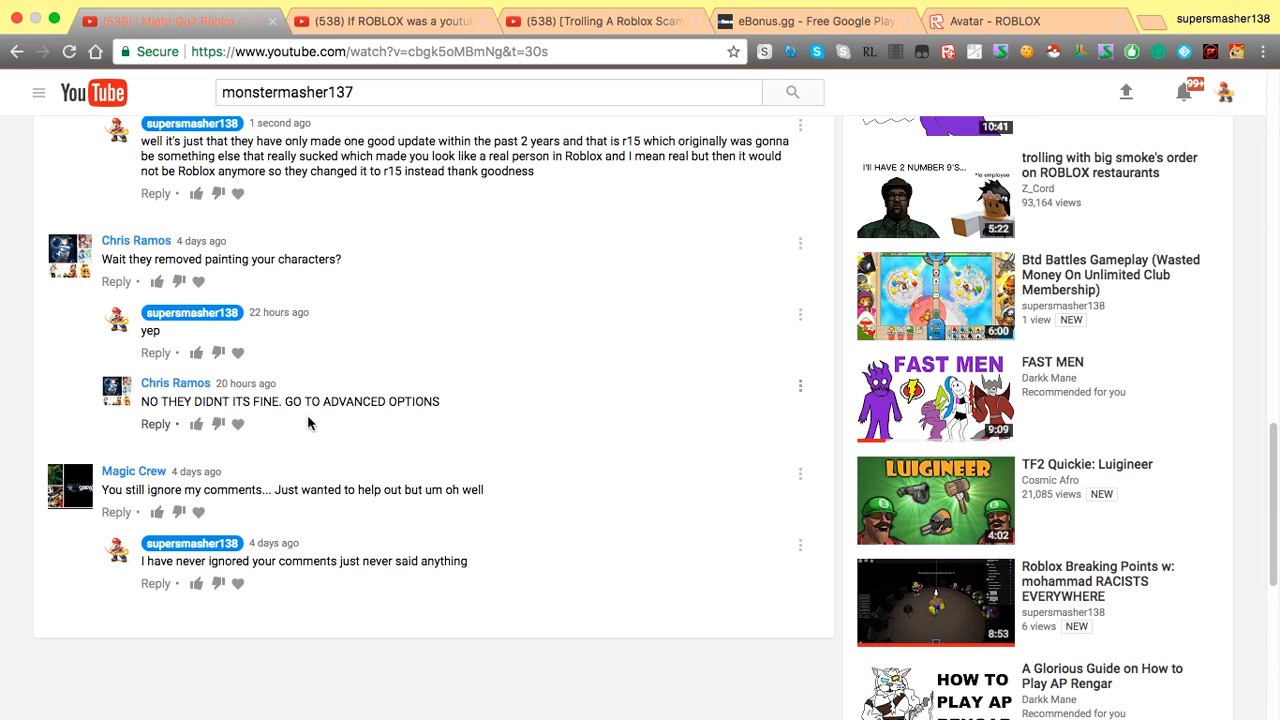 (538) I Might Quit Roblox
(538) If ROBLOX was a youtub
(538) [Trolling A Roblox Scam
eBonus.gg - Free Google Play
Avatar - ROBLOX
supersmasher138
Secure
https://www.youtube.com/watch?v=cbgk5oMBmNg&t=30s
YouTube
monstermasher137
99+
supersmasher138 1 second ago
well it's just that they have only made one good update within the past 2 years and that is r15 which originally was gonna
be something else that really sucked which made you look like a real person in Roblox and I mean real but then it would
not be Roblox anymore so they changed it to r15 instead thank goodness
Reply
Chris Ramos 4 days ago
Wait they removed painting your characters?
Reply
supersmasher138 22 hours ago
yep
Reply
Chris Ramos 20 hours ago
NO THEY DIDNT ITS FINE. GO TO ADVANCED OPTIONS
Reply
Magic Crew 4 days ago
You still ignore my comments... Just wanted to help out but um oh well
Reply
supersmasher138 4 days ago
I have never ignored your comments just never said anything
Reply
10:41
I'LL HAVE 2 NUMBER 9'S...
5:22
trolling with big smoke's order
on ROBLOX restaurants
Z_Cord
93,164 views
6:00
Btd Battles Gameplay (Wasted
Money On Unlimited Club
Membership)
supersmasher138
1 view NEW
FAST MEN
9:09
FAST MEN
Darkk Mane
Recommended for you
LUIGINEER
4:02
TF2 Quickie: Luigineer
Cosmic Afro
21,085 views NEW
8:53
Roblox Breaking Points w:
mohammad RACISTS
EVERYWHERE
supersmasher138
6 views NEW
HOW TO
PLAY AP
A Glorious Guide on How to
Play AP Rengar
Darkk Mane
Recommended for you